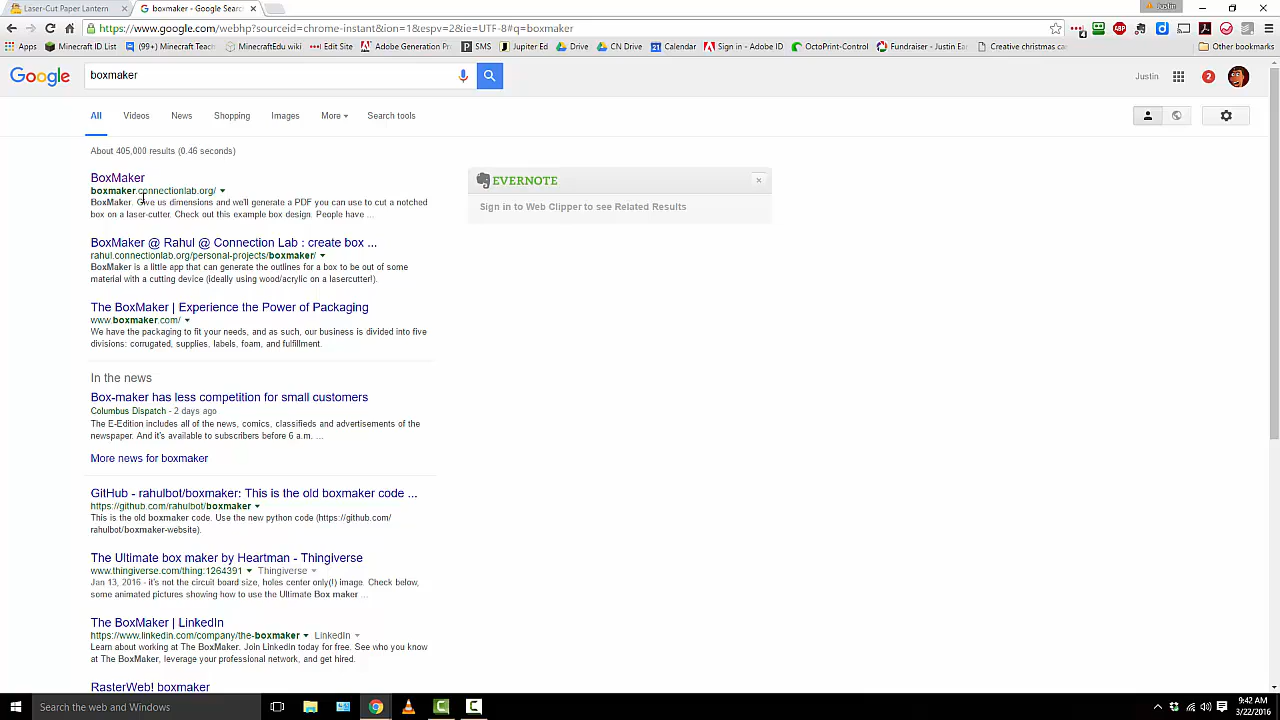 Laser-Cut Paper Lantern
boxmaker - Google Searc
Justin
https://www.google.com/webhp?sourceid=chrome-instant&ion=1&espv=2&ie=UTF-8#q=boxmaker
Apps Minecraft ID List (99+) Minecraft Teac MinecraftEdu wiki Edit Site Adobe Generation Pro SMS Jupiter Ed Drive CN Drive Calendar Sign in - Adobe ID OctoPrint-Control Fundraiser - Justin Ea Creative christmas ca Other bookmarks
Google boxmaker Justin 2
All Videos News Shopping Images More Search tools
About 405,000 results (0.46 seconds)
BoxMaker
boxmaker.connectionlab.org/
BoxMaker. Give us dimensions and we'll generate a PDF you can use to cut a notched
box on a laser-cutter. Check out this example box design. People have ...
EVERNOTE
Sign in to Web Clipper to see Related Results
BoxMaker @ Rahul @ Connection Lab : create box ...
rahul.connectionlab.org/personal-projects/boxmaker/
BoxMaker is a little app that can generate the outlines for a box to be out of some
material with a cutting device (ideally using wood/acrylic on a lasercutter!).
The BoxMaker | Experience the Power of Packaging
www.boxmaker.com/
We have the packaging to fit your needs, and as such, our business is divided into five
divisions: corrugated, supplies, labels, foam, and fulfillment.
In the news
Box-maker has less competition for small customers
Columbus Dispatch - 2 days ago
The E-Edition includes all of the news, comics, classifieds and advertisements of the
newspaper. And it's available to subscribers before 6 a.m. ...
More news for boxmaker
GitHub - rahulbot/boxmaker: This is the old boxmaker code ...
https://github.com/rahulbot/boxmaker
This is the old boxmaker code. Use the new python code (https://github.com/
rahulbot/boxmaker-website).
The Ultimate box maker by Heartman - Thingiverse
www.thingiverse.com/thing:1264391 Thingiverse
Jan 13, 2016 - it's not the circuit board size, holes center only(!) image. Check below,
some animated pictures showing how to use the Ultimate Box maker ...
The BoxMaker | LinkedIn
https://www.linkedin.com/company/the-boxmaker LinkedIn
Learn about working at The BoxMaker. Join LinkedIn today for free. See who you know
at The BoxMaker, leverage your professional network, and get hired.
RasterWeb! boxmaker
Search the web and Windows
9:42 AM
3/22/2016